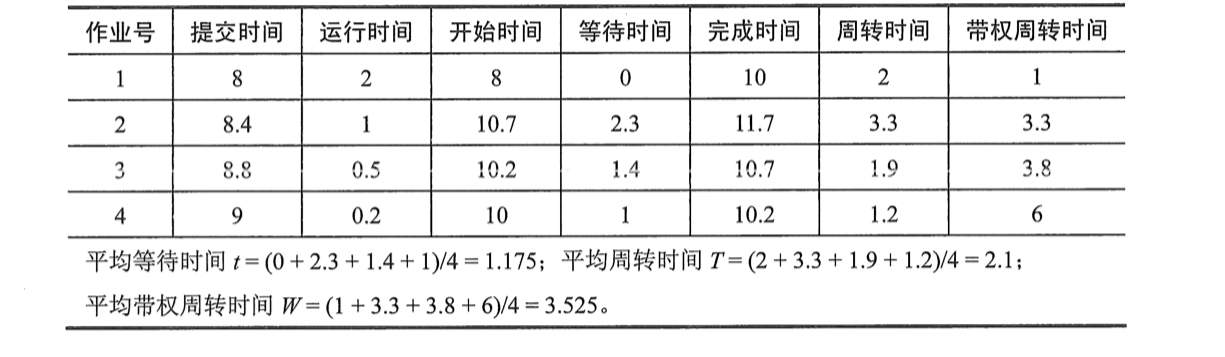 作业号 提交时间 运行时间 开始时间 等待时间 完成时间 周转时间 带权周转时间
1 8 2 8 0 10 2 1
2 8.4 1 10.7 2.3 11.7 3.3 3.3
3 8.8 0.5 10.2 1.4 10.7 1.9 3.8
4 9 0.2 10 1 10.2 1.2 6
平均等待时间 t = (0 + 2.3 + 1.4 + 1)/4 = 1.175；平均周转时间 T = (2 + 3.3 + 1.9 + 1.2)/4 = 2.1；
平均带权周转时间 W = (1 + 3.3 + 3.8 + 6)/4 = 3.525。